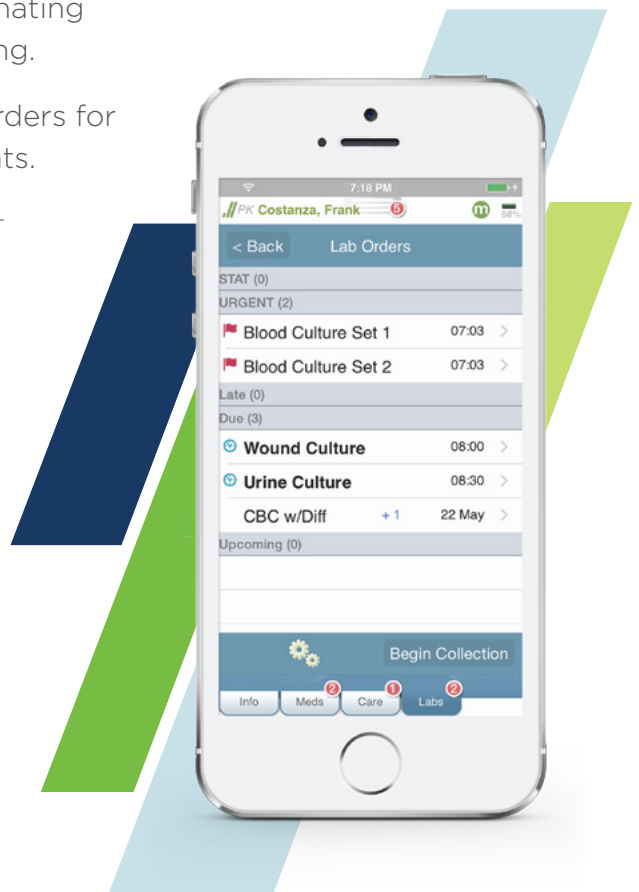 nating
ng.
rders for
ts.
7:18 PM
PK Costanza, Frank 5 m 98%
< Back Lab Orders
STAT (0)
URGENT (2)
Blood Culture Set 1 07:03 >
Blood Culture Set 2 07:03 >
Late (0)
Due (3)
Wound Culture 08:00 >
Urine Culture 08:30 >
CBC w/Diff + 1 22 May >
Upcoming (0)
Begin Collection
2 1 2
Info Meds Care Labs